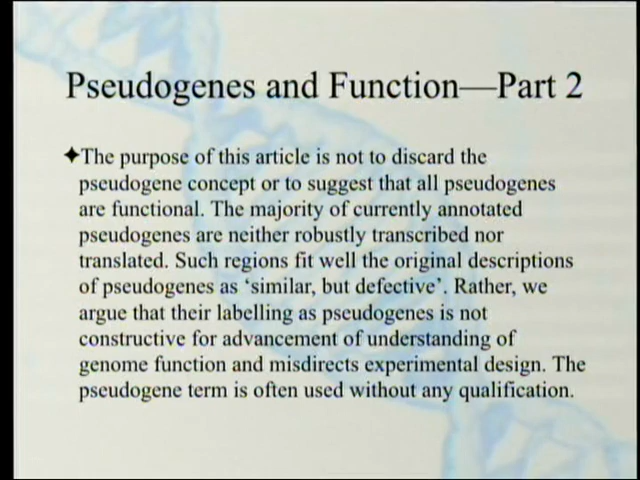 Pseudogenes and Function—Part 2
✦The purpose of this article is not to discard the
pseudogene concept or to suggest that all pseudogenes
are functional. The majority of currently annotated
pseudogenes are neither robustly transcribed nor
translated. Such regions fit well the original descriptions
of pseudogenes as ‘similar, but defective’. Rather, we
argue that their labelling as pseudogenes is not
constructive for advancement of understanding of
genome function and misdirects experimental design. The
pseudogene term is often used without any qualification.